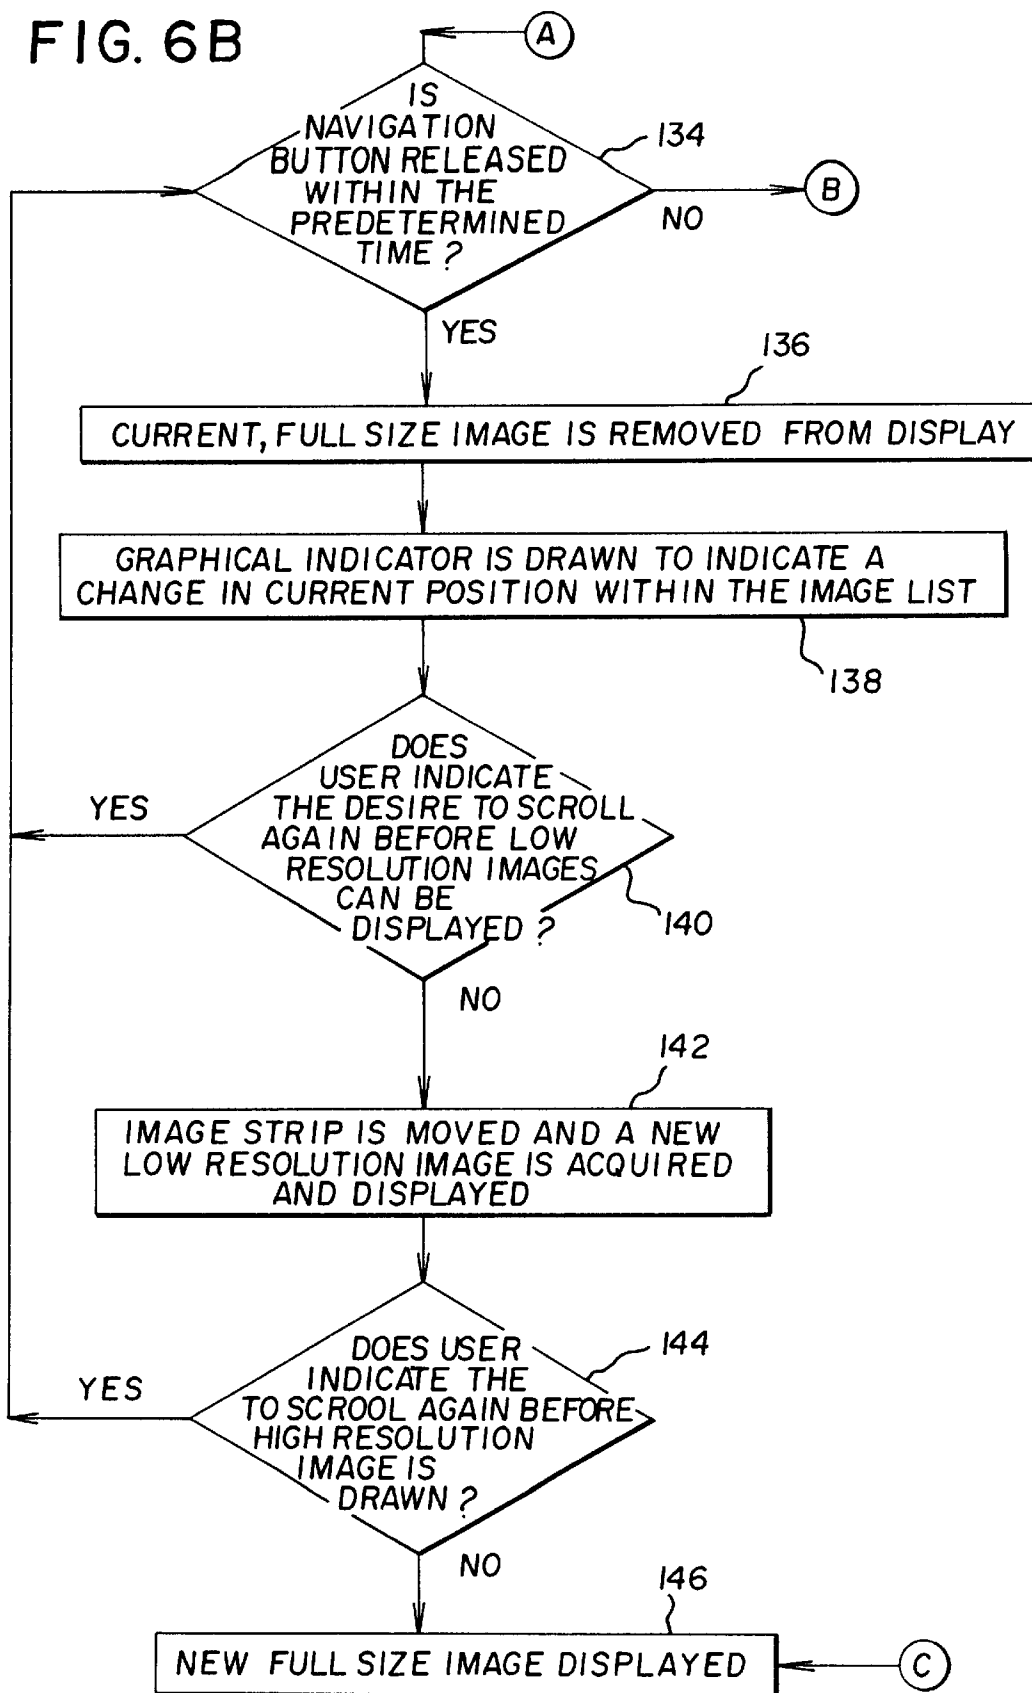 FIG. 6B
A
IS
NAVIGATION
BUTTON RELEASED
WITHIN THE
PREDETERMINED
TIME ?
134
B
NO
YES
136
CURRENT, FULL SIZE IMAGE IS REMOVED FROM DISPLAY
GRAPHICAL INDICATOR IS DRAWN TO INDICATE A
CHANGE IN CURRENT POSITION WITHIN THE IMAGE LIST
138
DOES
USER INDICATE
THE DESIRE TO SCROLL
AGAIN BEFORE LOW
RESOLUTION IMAGES
CAN BE
DISPLAYED ?
YES
140
NO
142
IMAGE STRIP IS MOVED AND A NEW
LOW RESOLUTION IMAGE IS ACQUIRED
AND DISPLAYED
DOES USER
INDICATE THE
TO SCROOL AGAIN BEFORE
HIGH RESOLUTION
IMAGE IS
DRAWN ?
144
YES
NO
146
NEW FULL SIZE IMAGE DISPLAYED
C